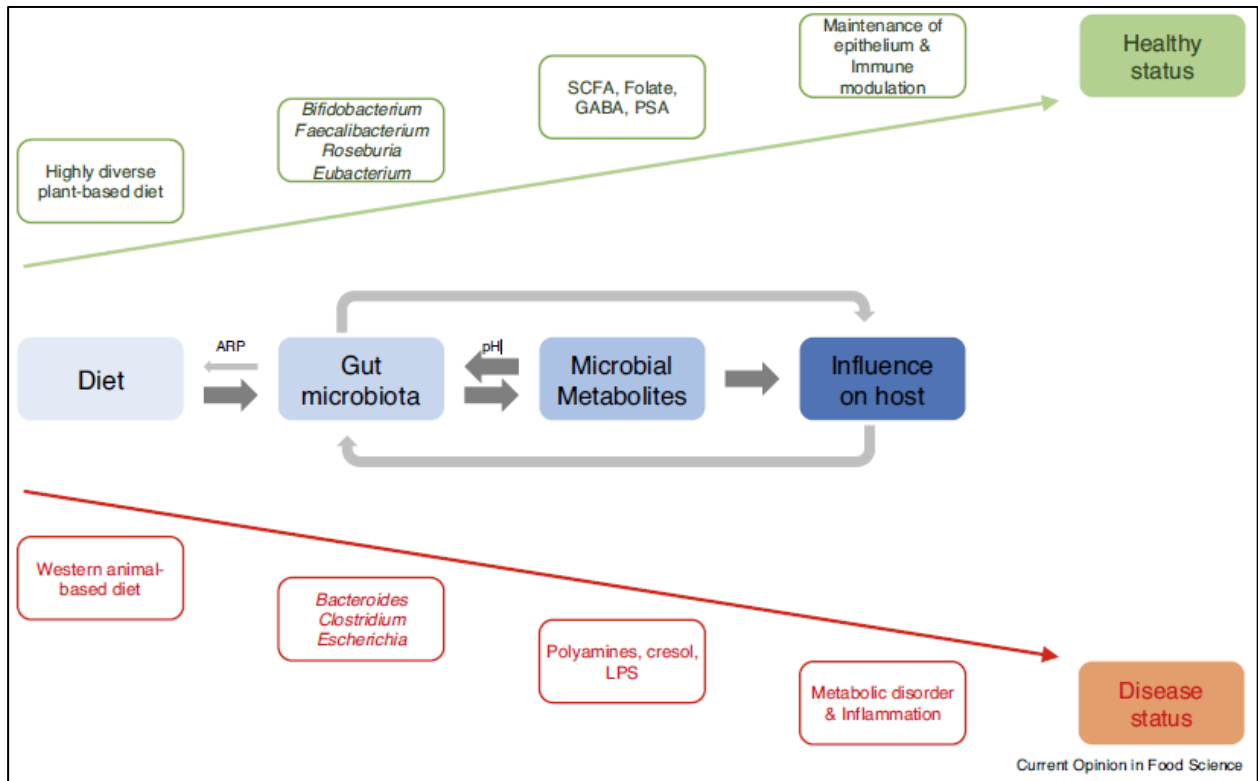 Maintenance of
epithelium &
Immune
modulation
Healthy
status
SCFA, Folate,
GABA, PSA
Bifidobacterium
Faecalibacterium
Roseburia
Eubacterium
Highly diverse
plant-based diet
ARP
pH
Diet
Gut
microbiota
Microbial
Metabolites
Influence
on host
Western animal-
based diet
Bacteroides
Clostridium
Escherichia
Polyamines, cresol,
LPS
Metabolic disorder
& Inflammation
Disease
status
Current Opinion in Food Science